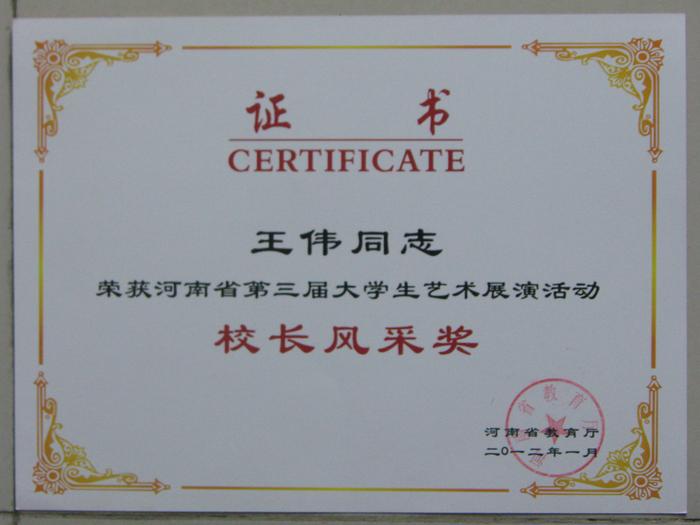 证 书
CERTIFICATE
王伟同志
荣获河南省第三届大学生艺术展演活动
校长风采奖
河南省教育厅
二0一二年一月